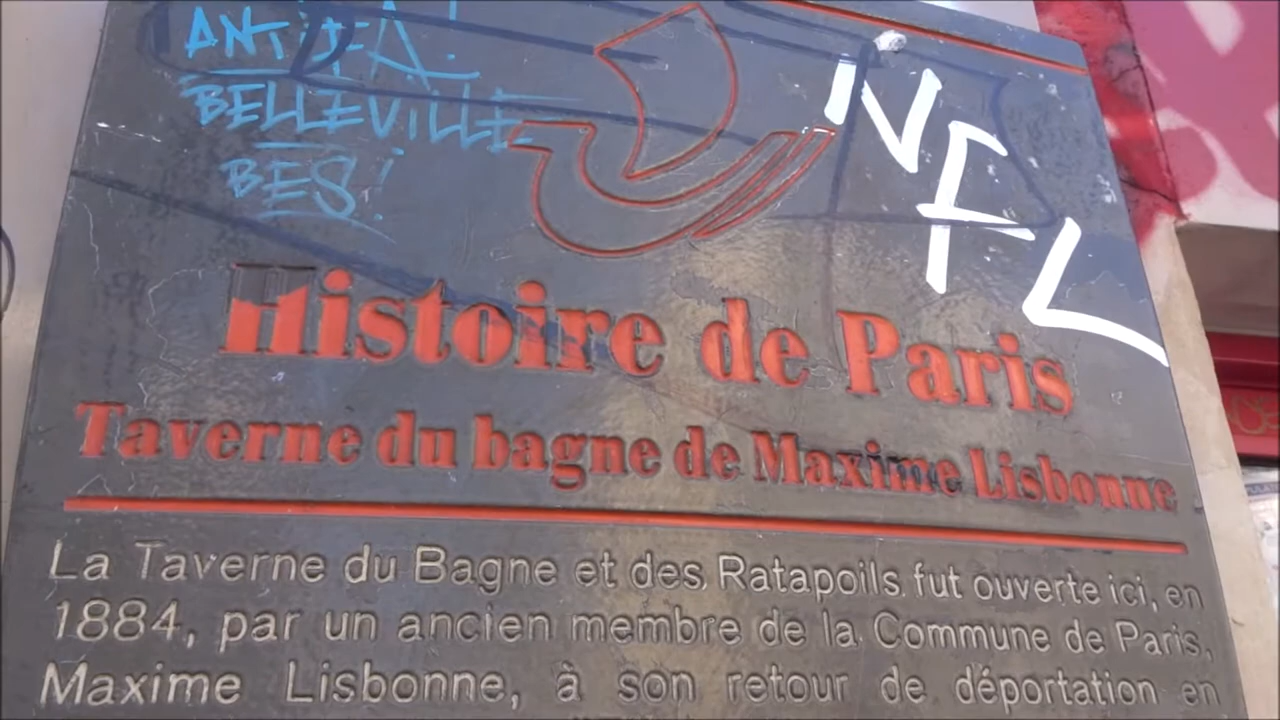 ANTIFA!
BELLEVILLE
BES!
NFL
Histoire de Paris
Taverne du bagne de Maxime Lisbonne
La Taverne du Bagne et des Ratapoils fut ouverte ici, en
1884, par un ancien membre de la Commune de Paris,
Maxime Lisbonne, à son retour de déportation en